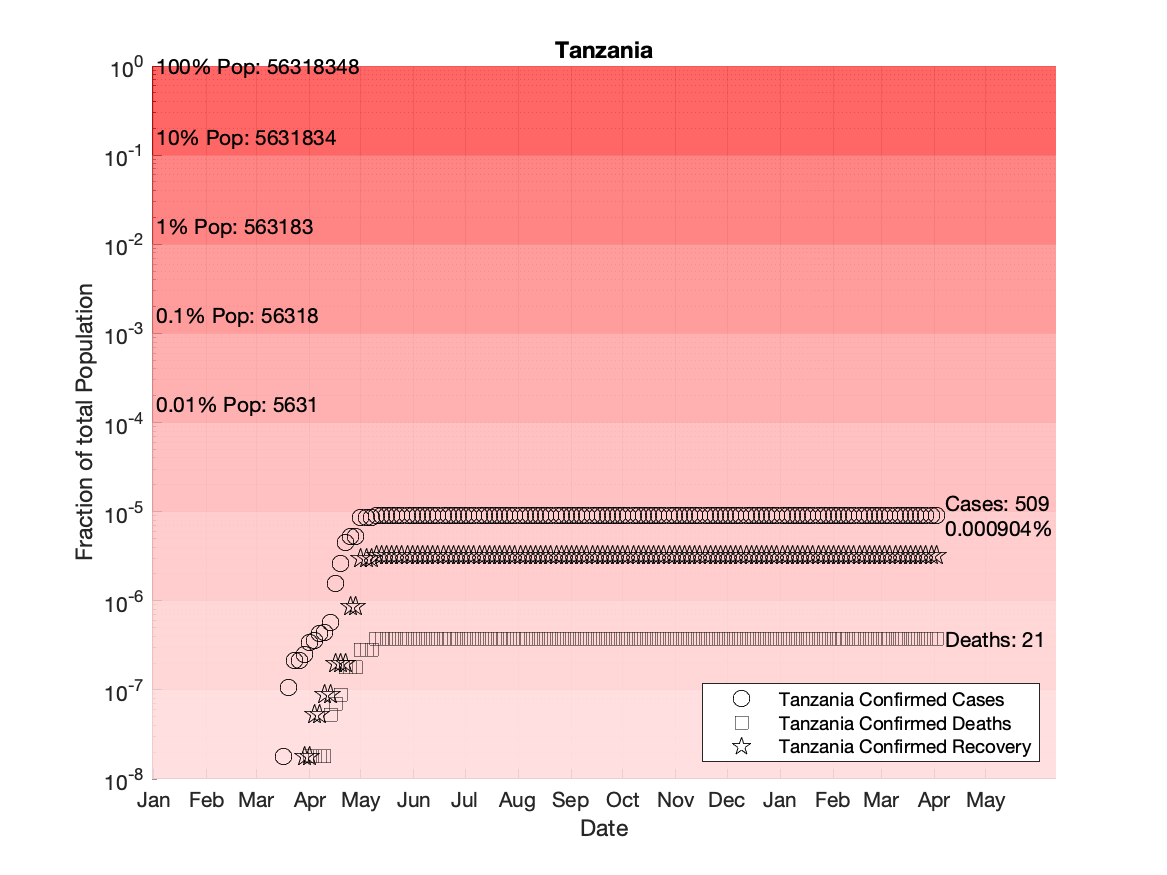 Tanzania
10^0
100% Pop: 56318348
10% Pop: 5631834
10^-1
1% Pop: 563183
10^-2
0.1% Pop: 56318
10^-3
0.01% Pop: 5631
10^-4
Fraction of total Population
Cases: 509
10^-5
0.000904%
10^-6
Deaths: 21
10^-7
Tanzania Confirmed Cases
Tanzania Confirmed Deaths
Tanzania Confirmed Recovery
10^-8
Jan Feb Mar Apr May Jun Jul Aug Sep Oct Nov Dec Jan Feb Mar Apr May
Date